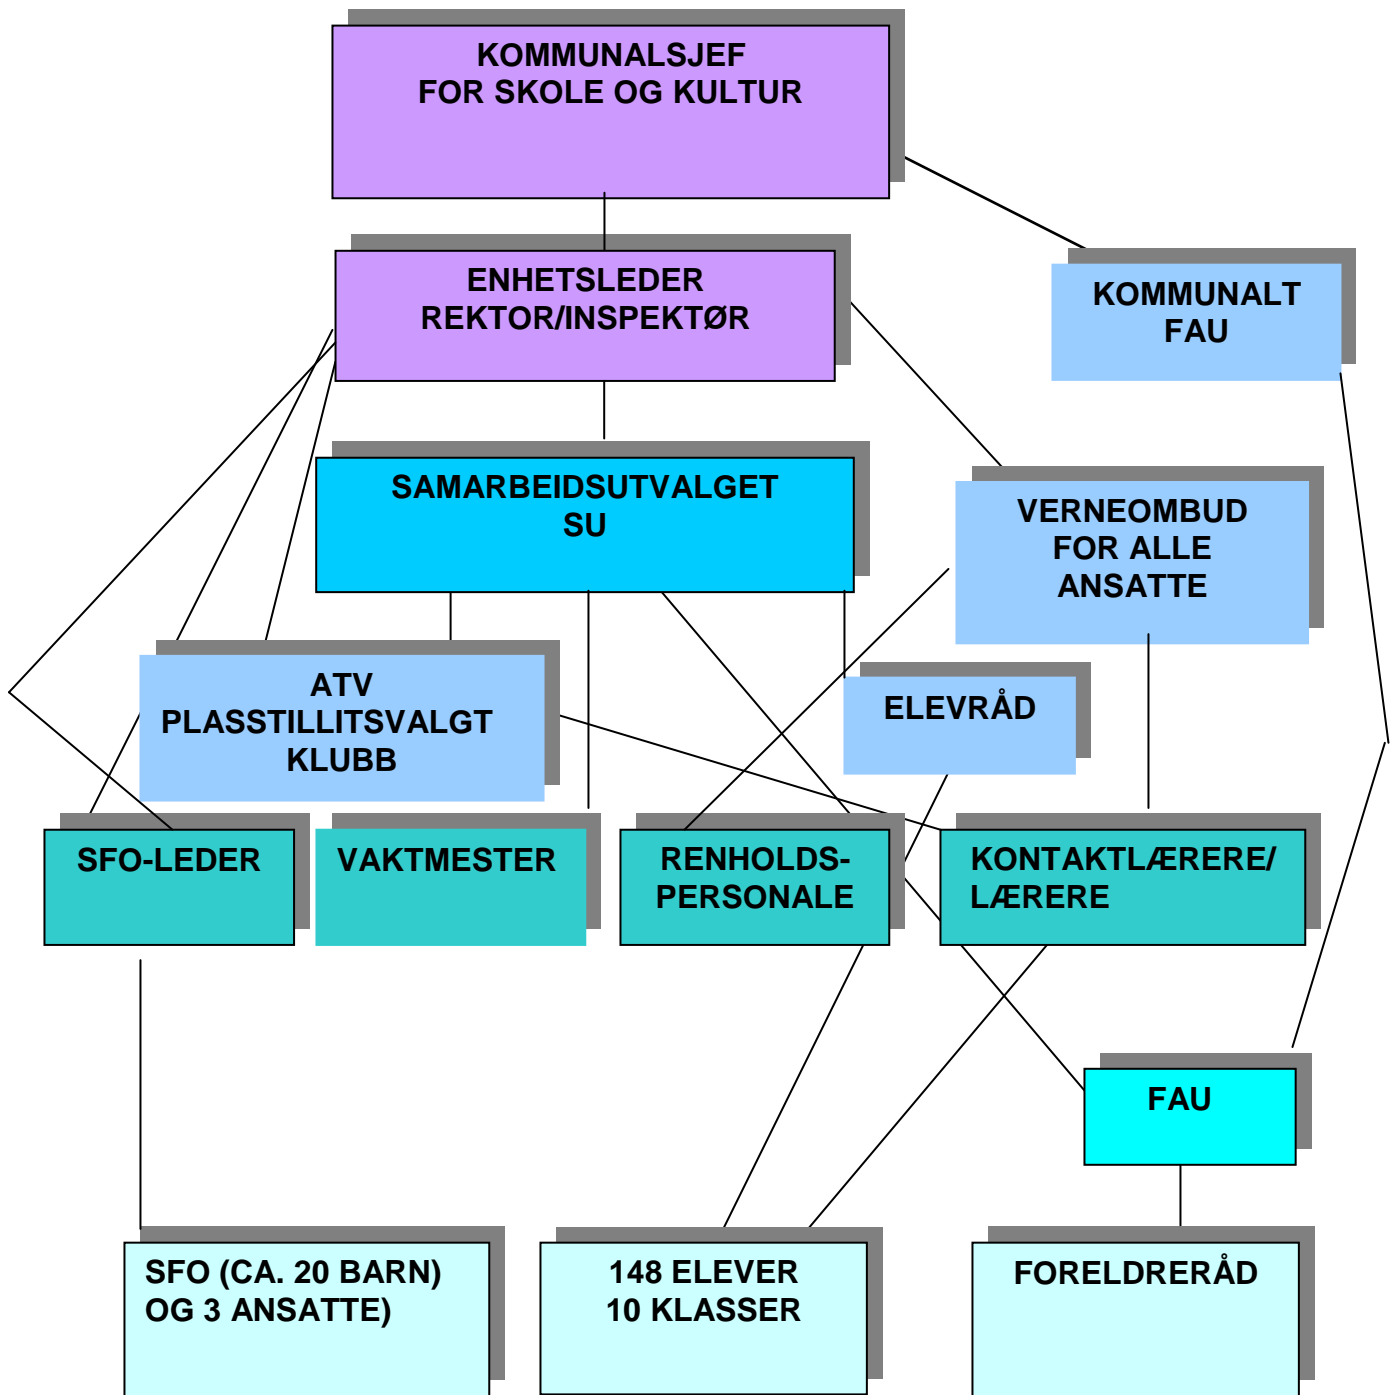 KOMMUNALSJEF
FOR SKOLE OG KULTUR
ENHETSLEDER
REKTOR/INSPEKTØR
KOMMUNALT
FAU
SAMARBEIDSUTVALGET
SU
VERNEOMBUD
FOR ALLE
ANSATTE
ATV
PLASSTILLITSVALGT
KLUBB
ELEVRÅD
SFO-LEDER
VAKTMESTER
RENHOLDS-
PERSONALE
KONTAKTLÆRERE/
LÆRERE
FAU
SFO (CA. 20 BARN)
OG 3 ANSATTE)
148 ELEVER
10 KLASSER
FORELDRERÅD